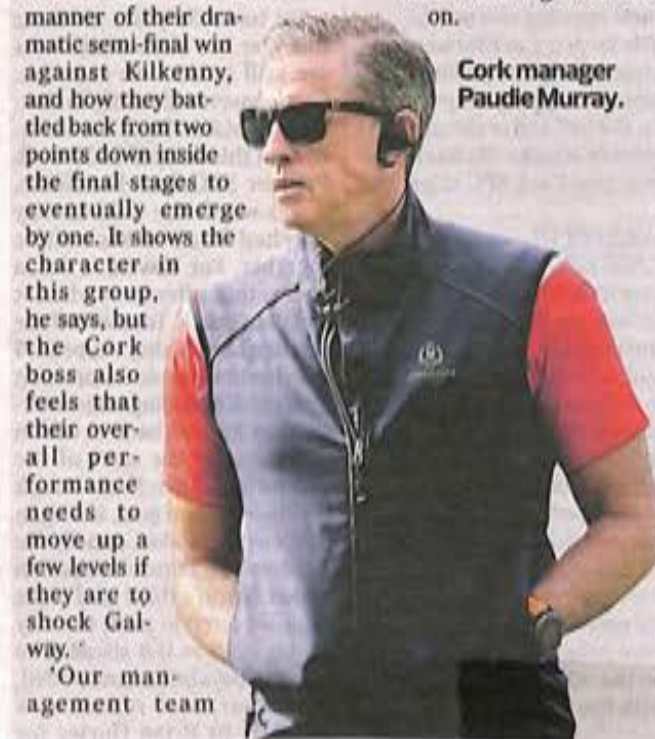 manner of their dra-
matic semi-final win
against Kilkenny,
and how they bat-
tled back from two
points down inside
the final stages to
eventually emerge
by one. It shows the
character in
this group,
he says, but
the Cork
boss also
feels that
their over-
all per-
formance
needs to
move up a
few levels if
they are to
shock Gal-
way.
'Our man-
agement team
on.
Cork manager
Paudie Murray.